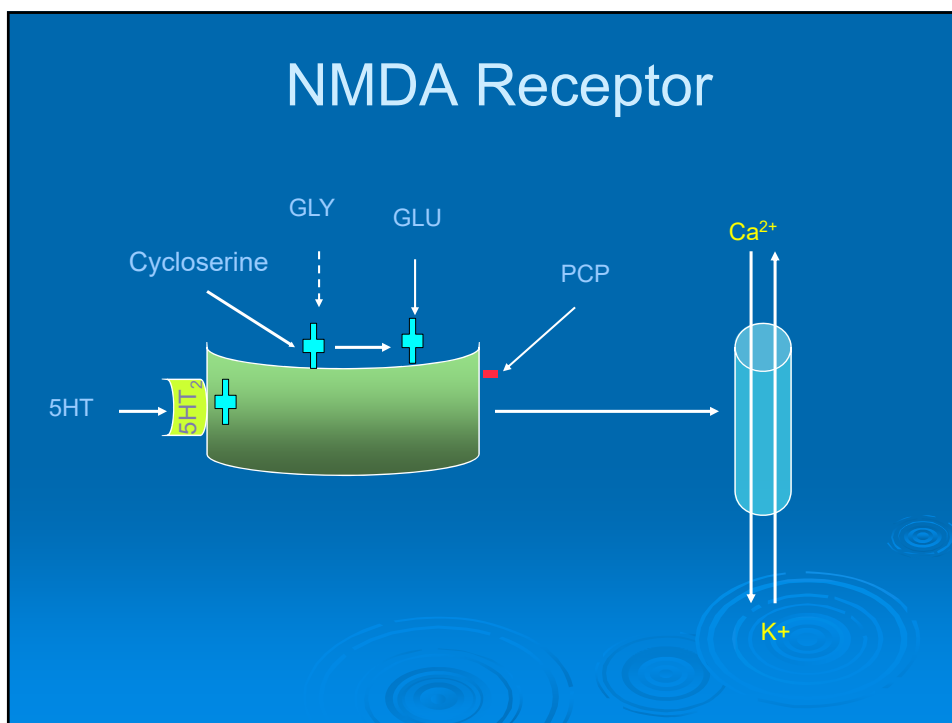 NMDA Receptor
GLY
GLU
Ca²⁺
Cycloserine
PCP
5HT
5HT₂
K+